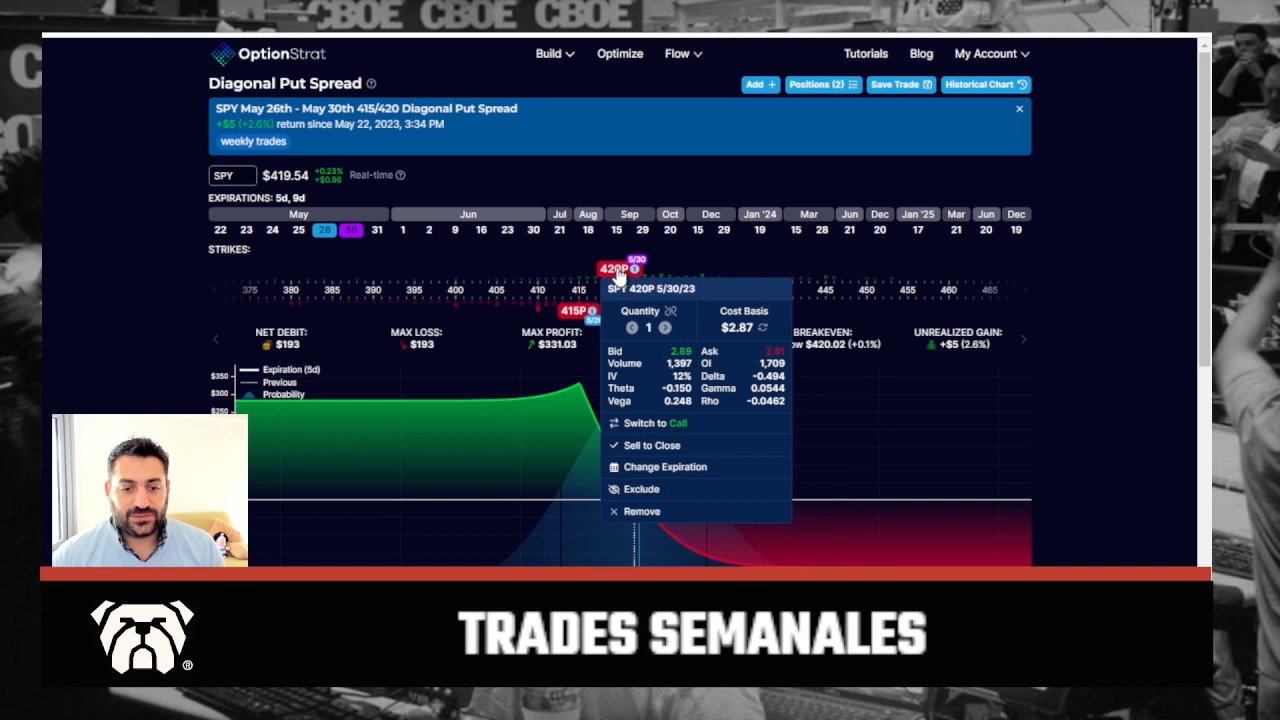 CBOE CBOE CBOE
OptionStrat
Build Optimize Flow Tutorials Blog My Account
Diagonal Put Spread
Add + Positions (2) Save Trade Historical Chart
SPY May 26th - May 30th 415/420 Diagonal Put Spread
+$5 (+2.6%) return since May 22, 2023, 3:34 PM
weekly trades
SPY $419.54 +0.23% +$0.96 Real-time
EXPIRATIONS: 5d, 9d
May Jun Jul Aug Sep Oct Dec Jan '24 Mar Jun Dec Jan '25 Mar Jun Dec
22 23 24 25 26 30 31 1 2 9 16 23 30 21 18 15 29 20 15 29 19 15 28 21 20 17 21 20 19
STRIKES:
5/30
420P
375 380 385 390 395 400 405 410 415 445 450 455 460 465
415P
SPY 420P 5/30/23
Quantity Cost Basis
1 $2.87
NET DEBIT: MAX LOSS: MAX PROFIT: BREAKEVEN: UNREALIZED GAIN:
$193 $193 $331.03 ow $420.02 (+0.1%) +$5 (2.6%)
Bid 2.89 Ask 2.91
Volume 1,397 OI 1,709
IV 12% Delta -0.494
Theta -0.150 Gamma 0.0544
Vega 0.248 Rho -0.0462
Switch to Call
Sell to Close
Change Expiration
Exclude
Remove
$350 Expiration (5d)
Previous
$300 Probability
$250
TRADES SEMANALES
®